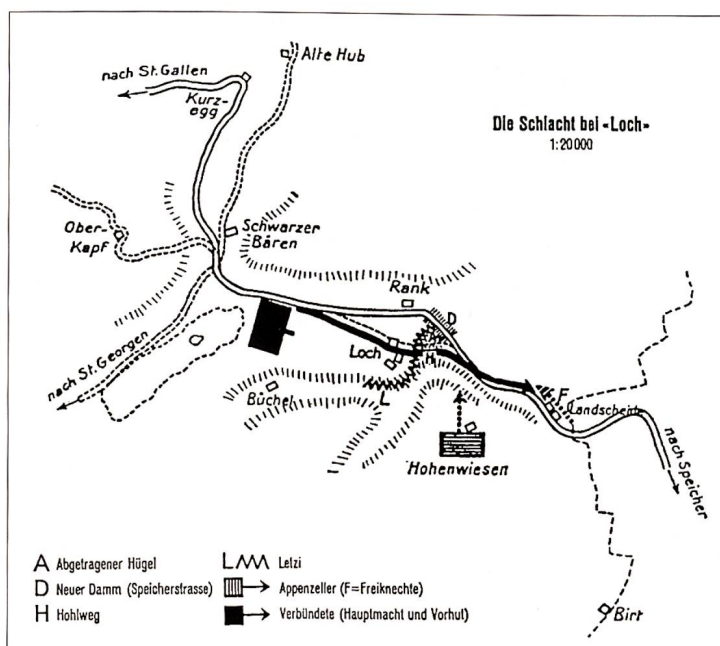 nach St. Gallen
Kurz-
egg
Alte Hub
Die Schlacht bei «Loch»
1:20000
Ober-
Kapf
Schwarzer
Bären
Rank
D
nach St. Georgen
Loch
H
Büchel
L
F
Landscheide
Hohenwiesen
nach Speicher
Birt
A Abgetragener Hügel
D Neuer Damm (Speicherstrasse)
H Hohlweg
L Letzi
Appenzeller (F=Freiknechte)
Verbündete (Hauptmacht und Vorhut)